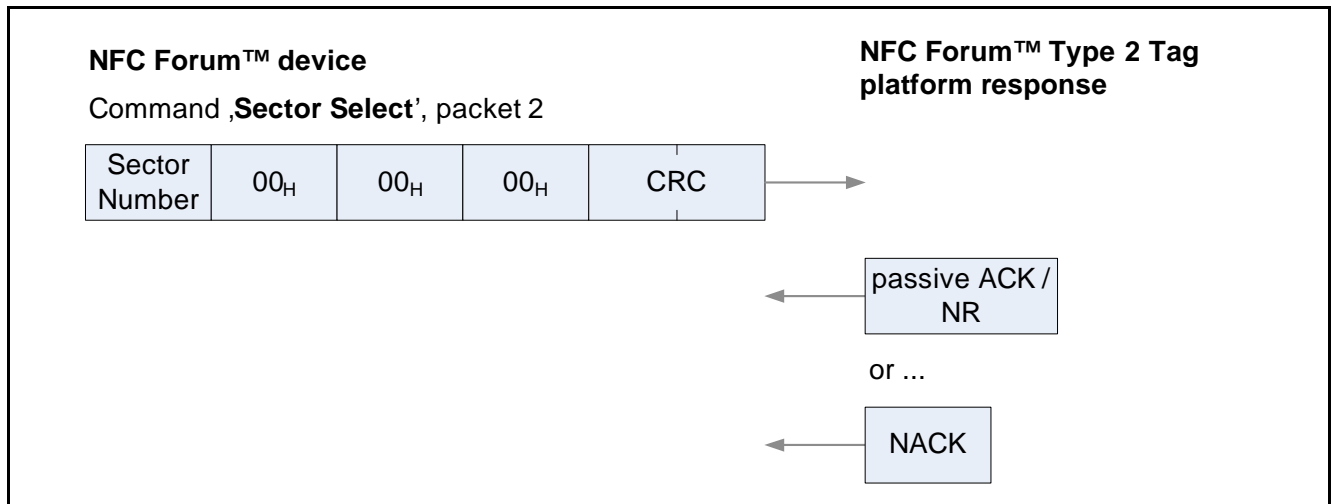 NFC Forum™ device
Command ‚Sector Select’, packet 2
NFC Forum™ Type 2 Tag
platform response
Sector
Number
00H
00H
00H
CRC
passive ACK /
NR
or ...
NACK